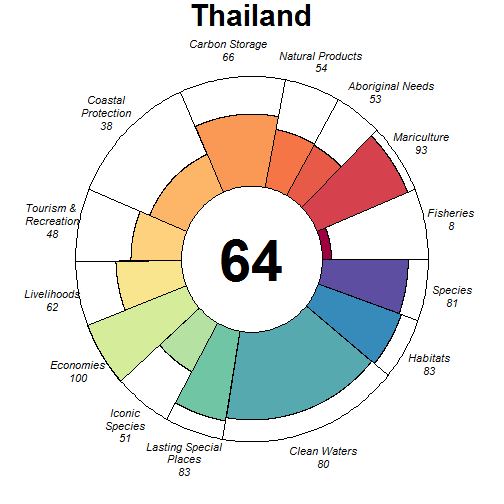 Thailand
Carbon Storage
66
Natural Products
54
Aboriginal Needs
53
Mariculture
93
Fisheries
8
Species
81
Habitats
83
Clean Waters
80
Lasting Special
Places
83
Iconic
Species
51
Economies
100
Livelihoods
62
Tourism &
Recreation
48
Coastal
Protection
38
64